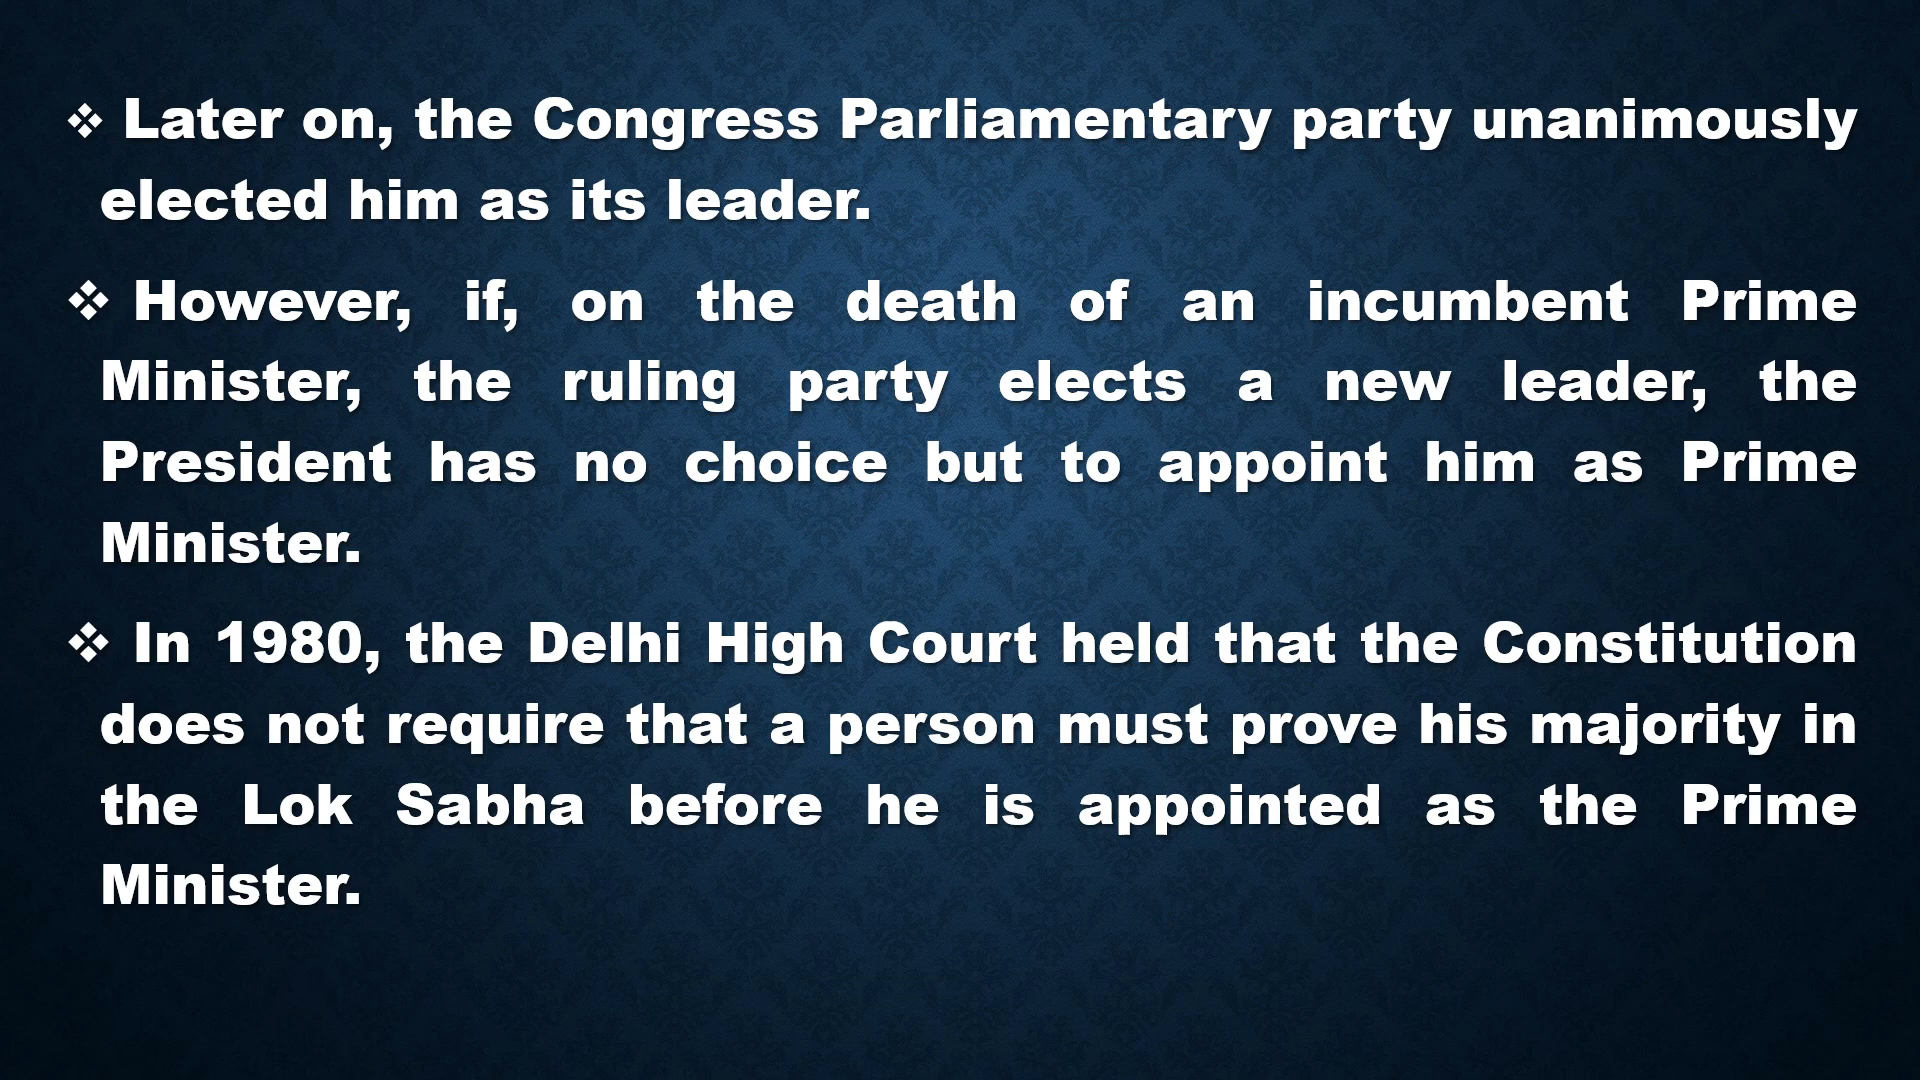 ❖ Later on, the Congress Parliamentary party unanimously
elected him as its leader.
❖ However, if, on the death of an incumbent Prime
Minister, the ruling party elects a new leader, the
President has no choice but to appoint him as Prime
Minister.
❖ In 1980, the Delhi High Court held that the Constitution
does not require that a person must prove his majority in
the Lok Sabha before he is appointed as the Prime
Minister.